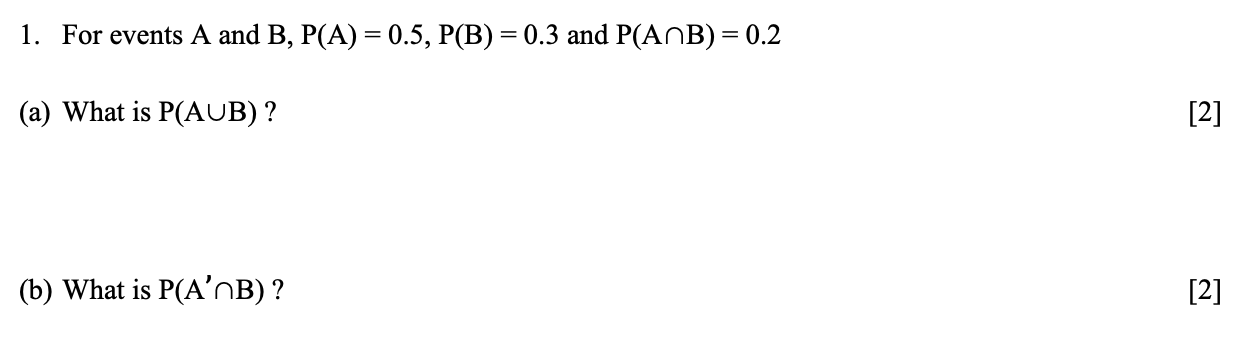 1. For events A and B, P(A) = 0.5, P(B) = 0.3 and P(A∩B) = 0.2
(a) What is P(A∪B) ? [2]
(b) What is P(A′∩B) ? [2]